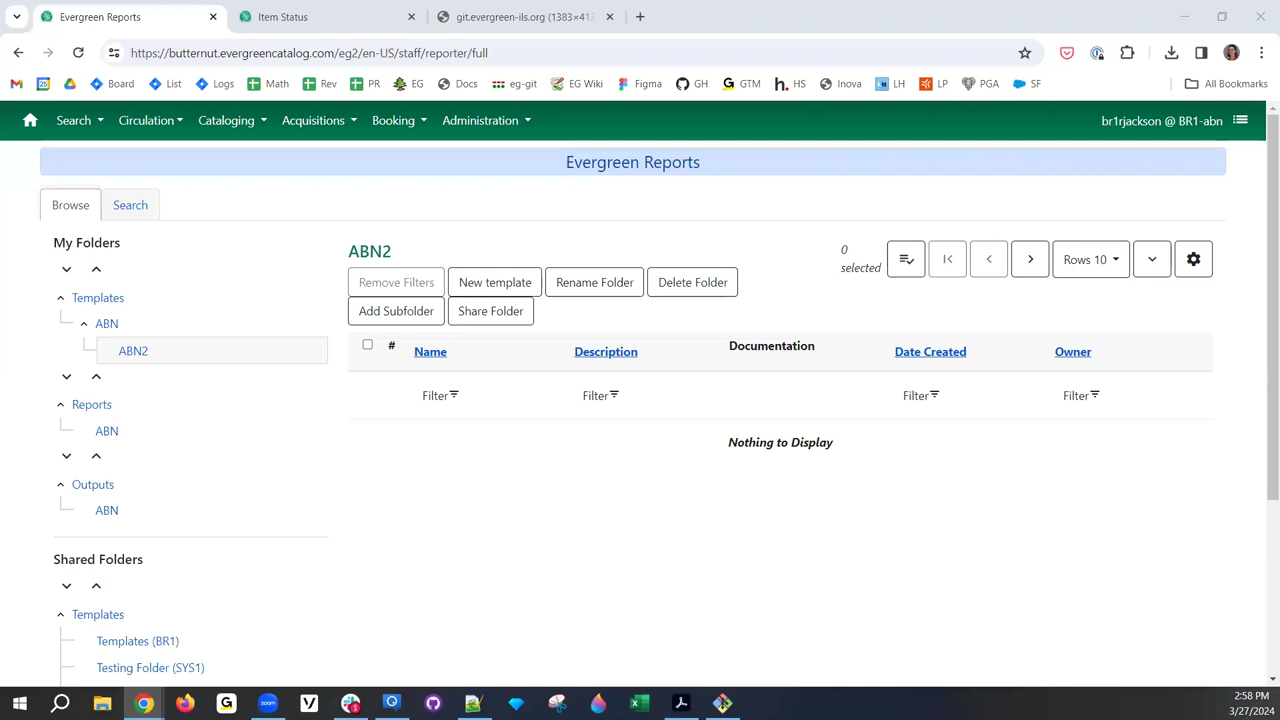 Evergreen Reports
Item Status
git.evergreen-ils.org (1383×413
https://butternut.evergreencatalog.com/eg2/en-US/staff/reporter/full
Board
List
Logs
Math
Rev
PR
EG
Docs
eg-git
EG Wiki
Figma
GH
GTM
HS
Inova
LH
LP
PGA
SF
All Bookmarks
Search
Circulation
Cataloging
Acquisitions
Booking
Administration
br1rjackson @ BR1-abn
Evergreen Reports
Browse
Search
My Folders
Templates
ABN
ABN2
Reports
ABN
Outputs
ABN
Shared Folders
Templates
Templates (BR1)
Testing Folder (SYS1)
ABN2
0
selected
Rows 10
Remove Filters
New template
Rename Folder
Delete Folder
Add Subfolder
Share Folder
# Name Description Documentation Date Created Owner
Filter Filter Filter Filter
Nothing to Display
2:58 PM
3/27/2024